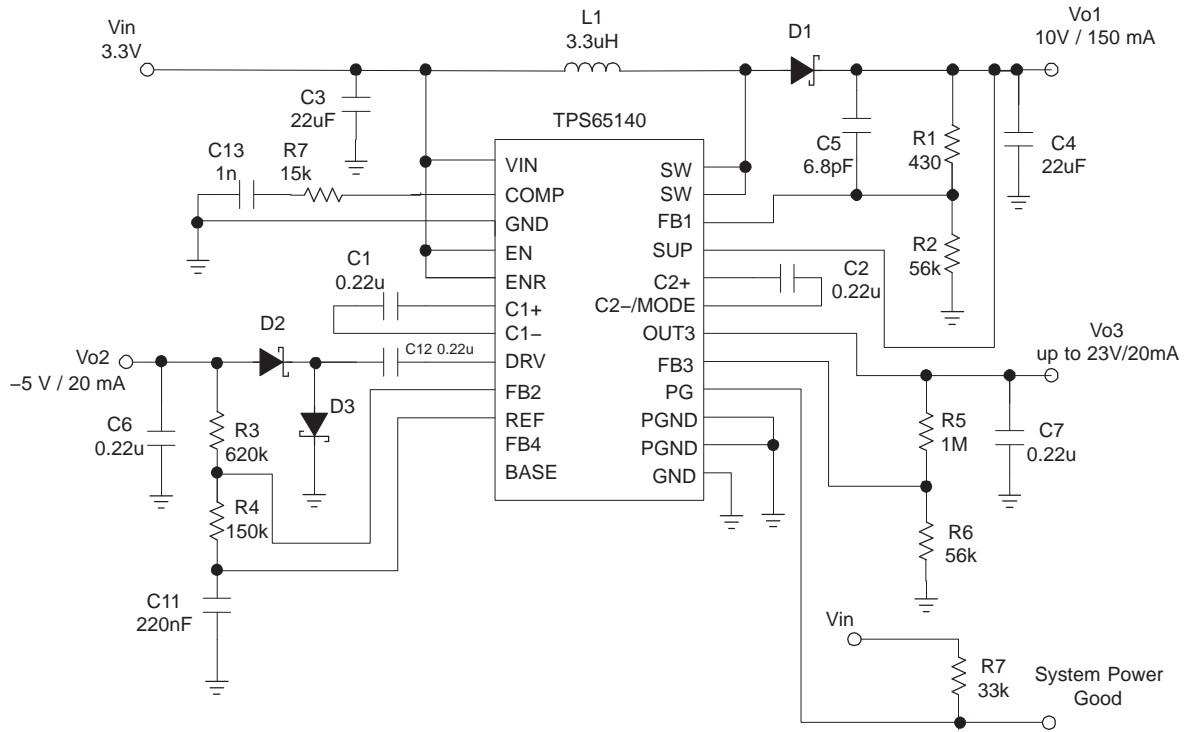 Vin
3.3V
L1
3.3uH
D1
Vo1
10V / 150 mA
C3
22uF
TPS65140
C5
6.8pF
R1
430
C4
22uF
C13
1n
R7
15k
VIN
COMP
GND
EN
ENR
C1+
C1–
DRV
FB2
REF
FB4
BASE
SW
SW
FB1
SUP
C2+
C2–/MODE
OUT3
FB3
PG
PGND
PGND
GND
R2
56k
C1
0.22u
C2
0.22u
D2
C12 0.22u
Vo2
–5 V / 20 mA
D3
Vo3
up to 23V/20mA
C6
0.22u
R3
620k
R4
150k
R5
1M
C7
0.22u
R6
56k
C11
220nF
Vin
R7
33k
System Power
Good